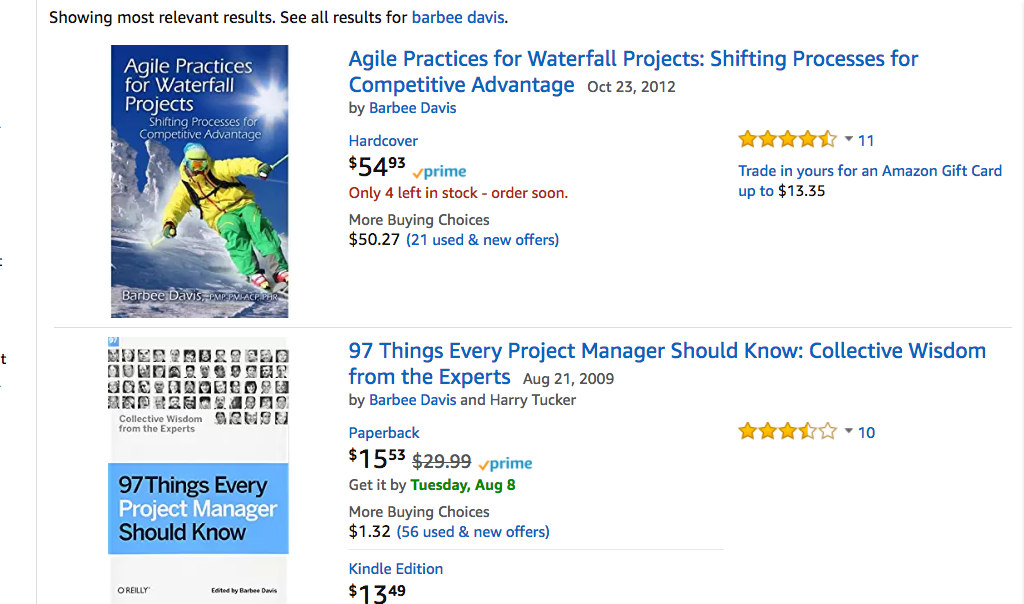 Showing most relevant results. See all results for barbee davis.
Agile Practices
for Waterfall
Projects
Shifting Processes for
Competitive Advantage
Barbee Davis, PMP, PMI-ACP, PHR
Agile Practices for Waterfall Projects: Shifting Processes for
Competitive Advantage Oct 23, 2012
by Barbee Davis
Hardcover
$54.93 prime
Only 4 left in stock - order soon.
More Buying Choices
$50.27 (21 used & new offers)
11
Trade in yours for an Amazon Gift Card
up to $13.35
97
Collective Wisdom
from the Experts
97 Things Every
Project Manager
Should Know
O'REILLY
Edited by Barbee Davis
97 Things Every Project Manager Should Know: Collective Wisdom
from the Experts Aug 21, 2009
by Barbee Davis and Harry Tucker
Paperback
$15.53 $29.99 prime
Get it by Tuesday, Aug 8
More Buying Choices
$1.32 (56 used & new offers)
Kindle Edition
$13.49
10
t